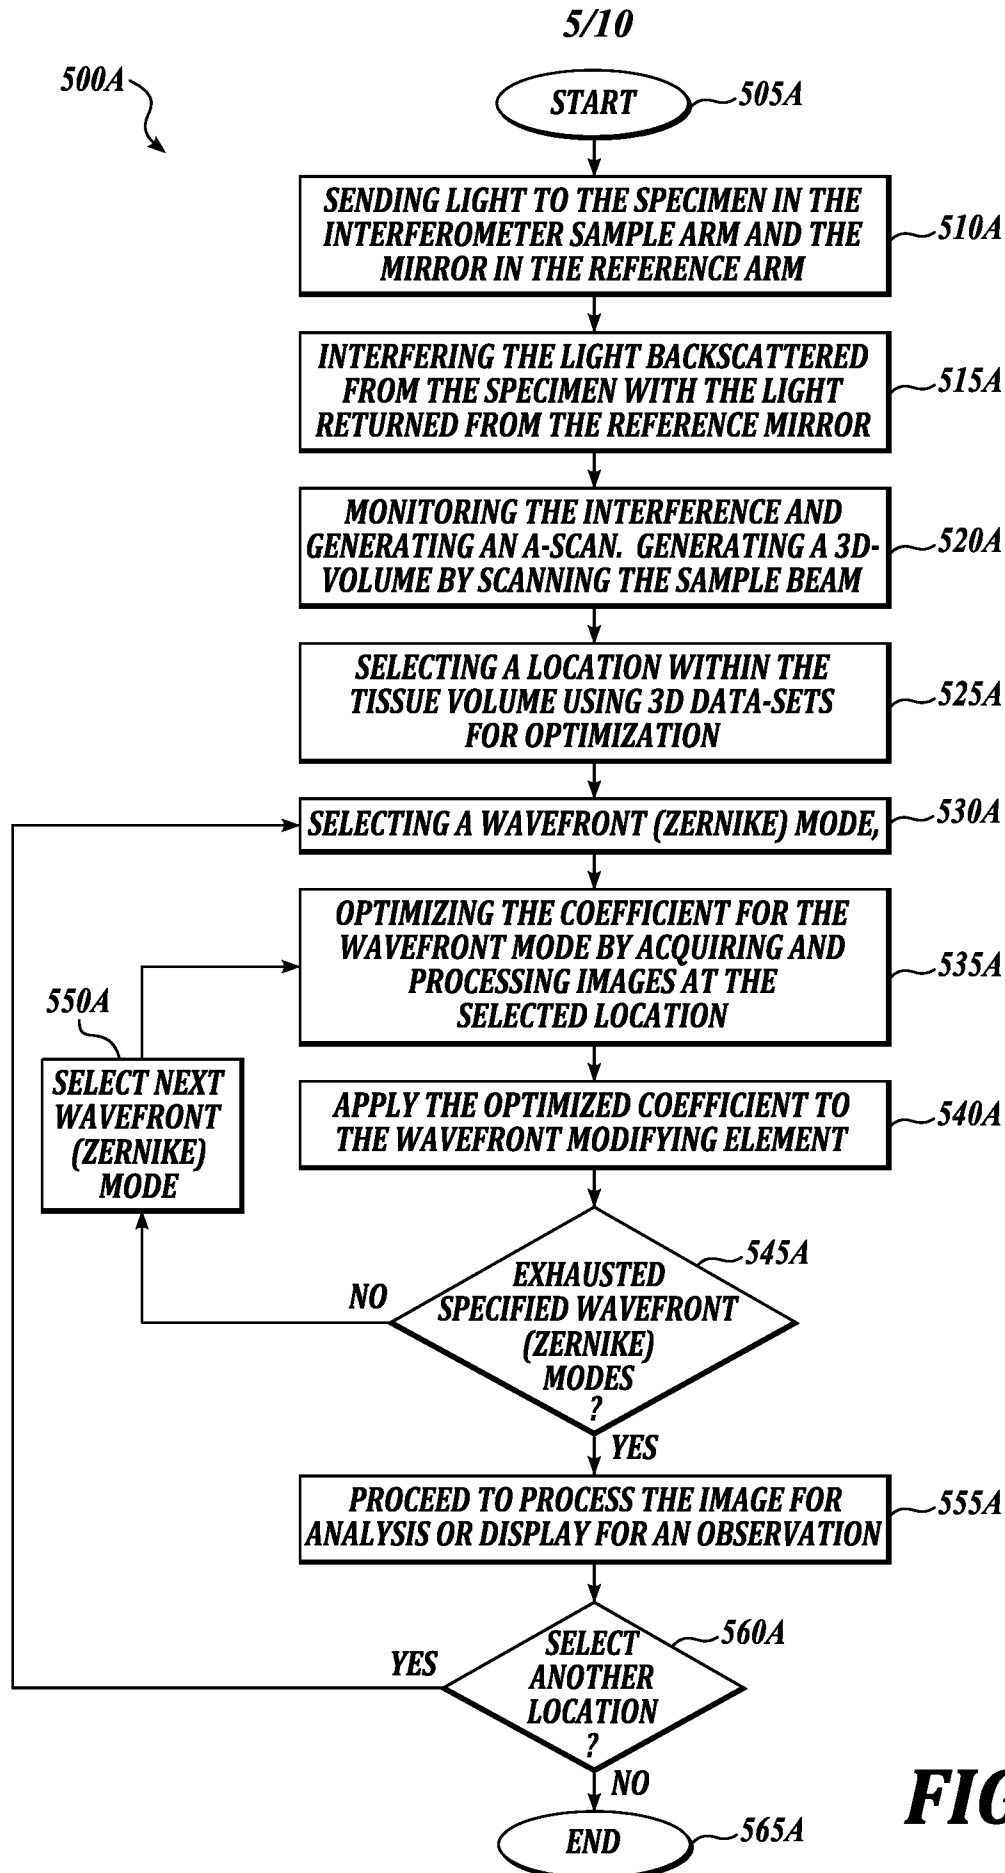 5/10
500A
START
505A
SENDING LIGHT TO THE SPECIMEN IN THE
INTERFEROMETER SAMPLE ARM AND THE
MIRROR IN THE REFERENCE ARM
510A
INTERFERING THE LIGHT BACKSCATTERED
FROM THE SPECIMEN WITH THE LIGHT
RETURNED FROM THE REFERENCE MIRROR
515A
MONITORING THE INTERFERENCE AND
GENERATING AN A-SCAN. GENERATING A 3D-
VOLUME BY SCANNING THE SAMPLE BEAM
520A
SELECTING A LOCATION WITHIN THE
TISSUE VOLUME USING 3D DATA-SETS
FOR OPTIMIZATION
525A
SELECTING A WAVEFRONT (ZERNIKE) MODE,
530A
OPTIMIZING THE COEFFICIENT FOR THE
WAVEFRONT MODE BY ACQUIRING AND
PROCESSING IMAGES AT THE
SELECTED LOCATION
535A
550A
SELECT NEXT
WAVEFRONT
(ZERNIKE)
MODE
APPLY THE OPTIMIZED COEFFICIENT TO
THE WAVEFRONT MODIFYING ELEMENT
540A
545A
EXHAUSTED
SPECIFIED WAVEFRONT
(ZERNIKE)
MODES
?
NO
YES
PROCEED TO PROCESS THE IMAGE FOR
ANALYSIS OR DISPLAY FOR AN OBSERVATION
555A
560A
SELECT
ANOTHER
LOCATION
?
YES
NO
END
565A